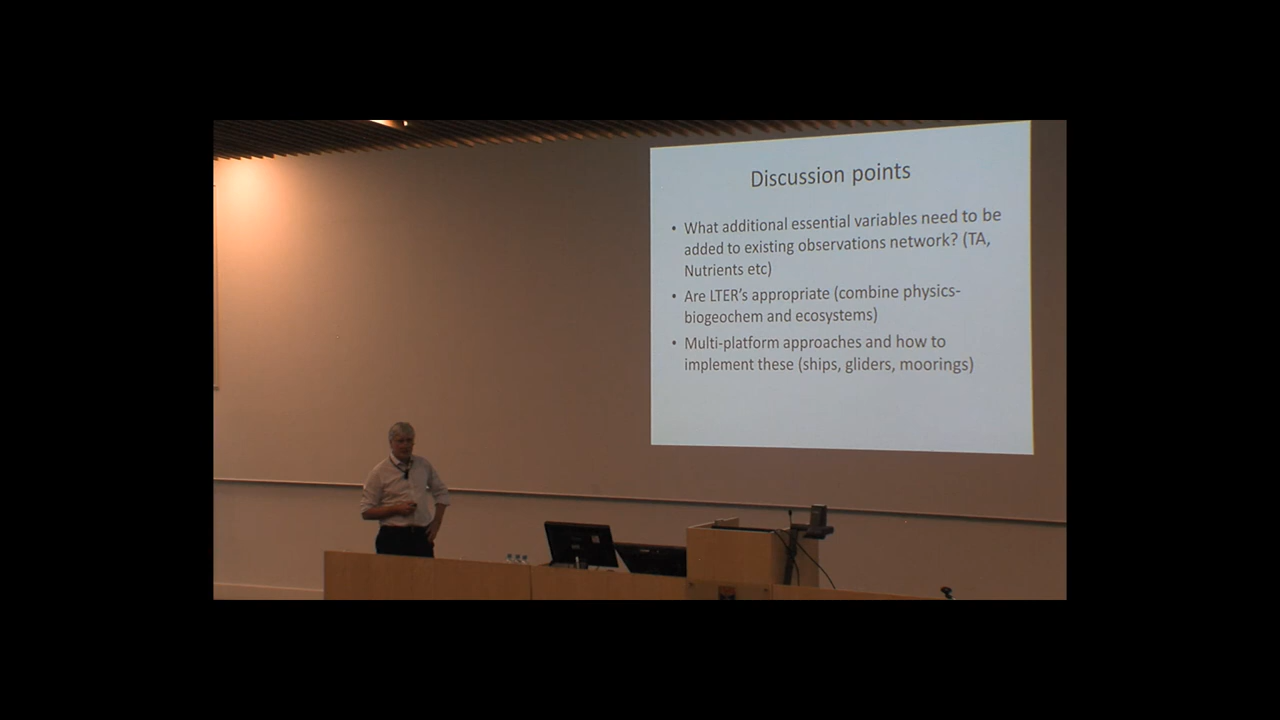 Discussion points
• What additional essential variables need to be
added to existing observations network? (TA,
Nutrients etc)
• Are LTER's appropriate (combine physics-
biogeochem and ecosystems)
• Multi-platform approaches and how to
implement these (ships, gliders, moorings)